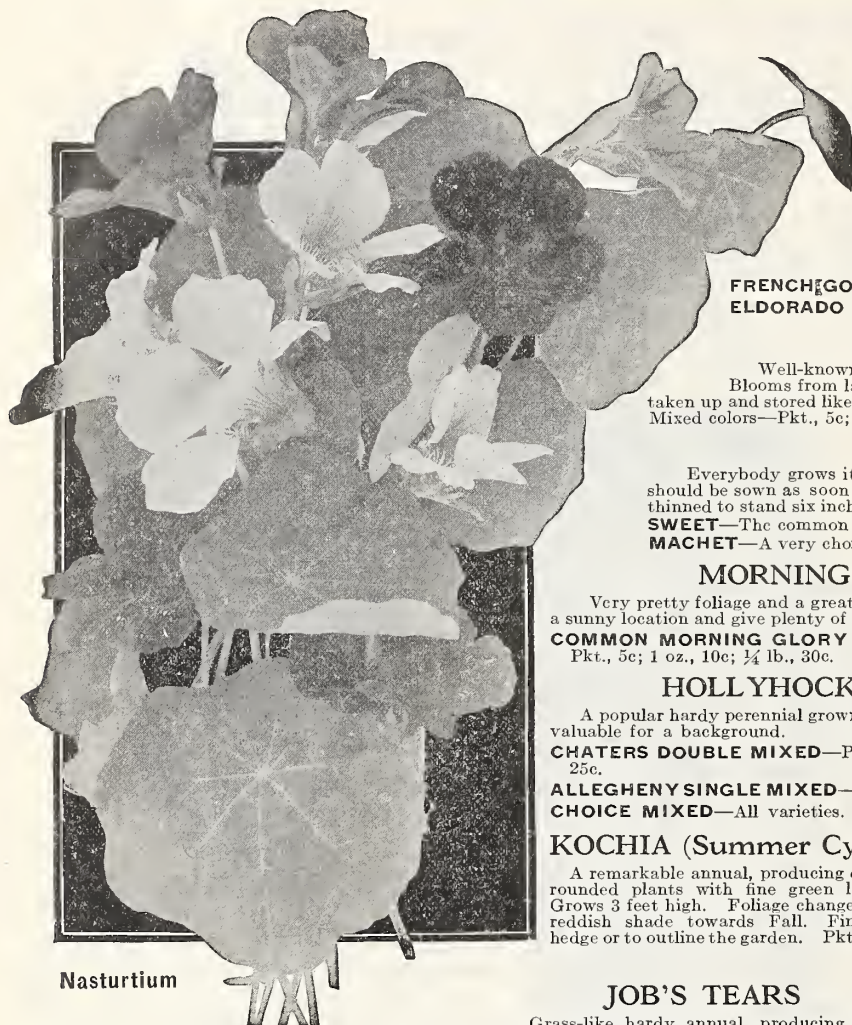 FRENCH GO
ELDORADO
Well-known
Blooms from l
taken up and stored like
Mixed colors—Pkt., 5c;
Everybody grows it
should be sown as soon
thinned to stand six inch
SWEET—The common
MACHET—A very cho
MORNING
Very pretty foliage and a great
a sunny location and give plenty of
COMMON MORNING GLORY
Pkt., 5c; 1 oz., 10c; ¼ lb., 30c.
HOLLYHOCK
A popular hardy perennial grow
valuable for a background.
CHATERS DOUBLE MIXED—P
25c.
ALLEGHENY SINGLE MIXED—
CHOICE MIXED—All varieties.
KOCHIA (Summer Cy
A remarkable annual, producing
rounded plants with fine green l
Grows 3 feet high. Foliage change
reddish shade towards Fall. Fin
hedge or to outline the garden. Pkt
Nasturtium
JOB'S TEARS
Grass-like hardy annual, producing